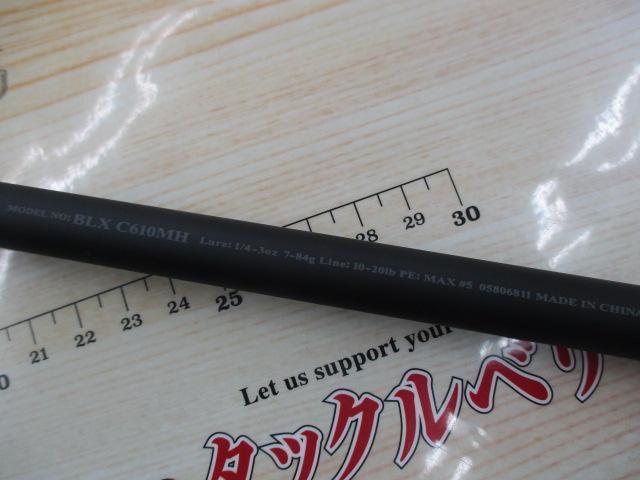 MODEL NO: BLX C610MH Lure: 1/4-3oz 7-84g Line: 10-20lb PE: MAX #5 05806811 MADE IN CHINA
28 29 30
21 22 23 24 25
Let us support your
タックルベリ